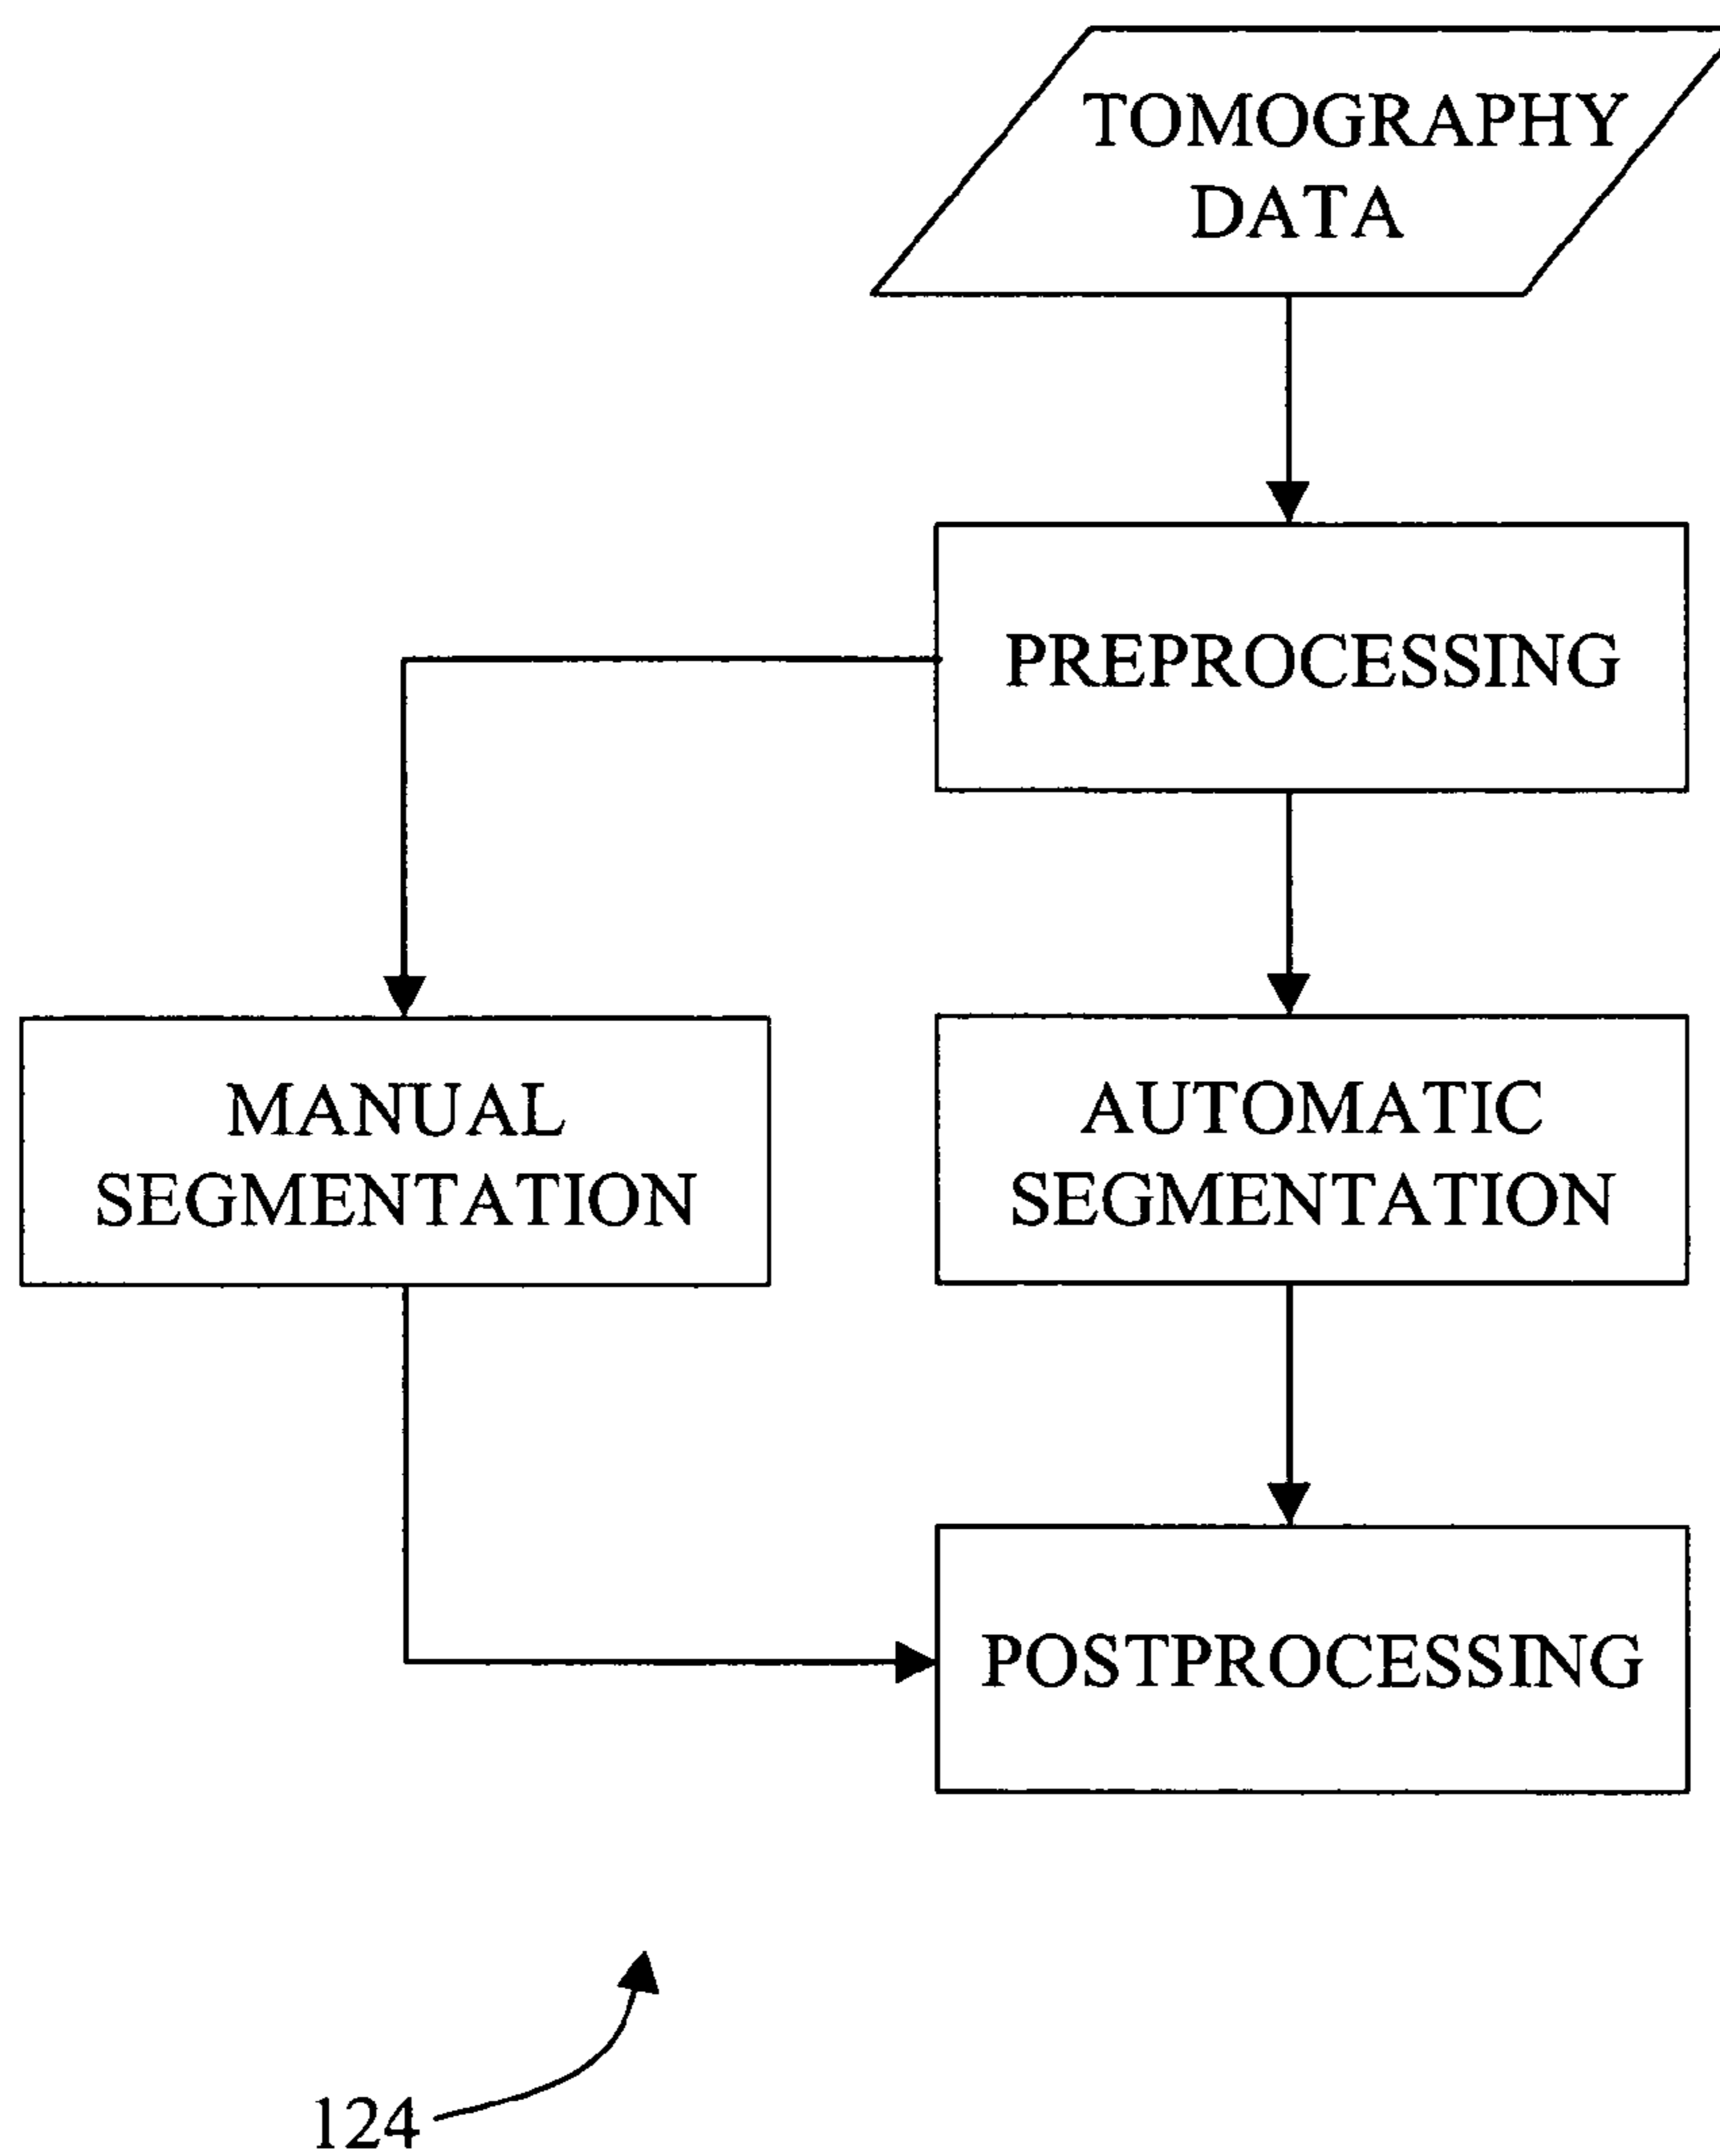 TOMOGRAPHY
DATA
PREPROCESSING
MANUAL
SEGMENTATION
AUTOMATIC
SEGMENTATION
POSTPROCESSING
124